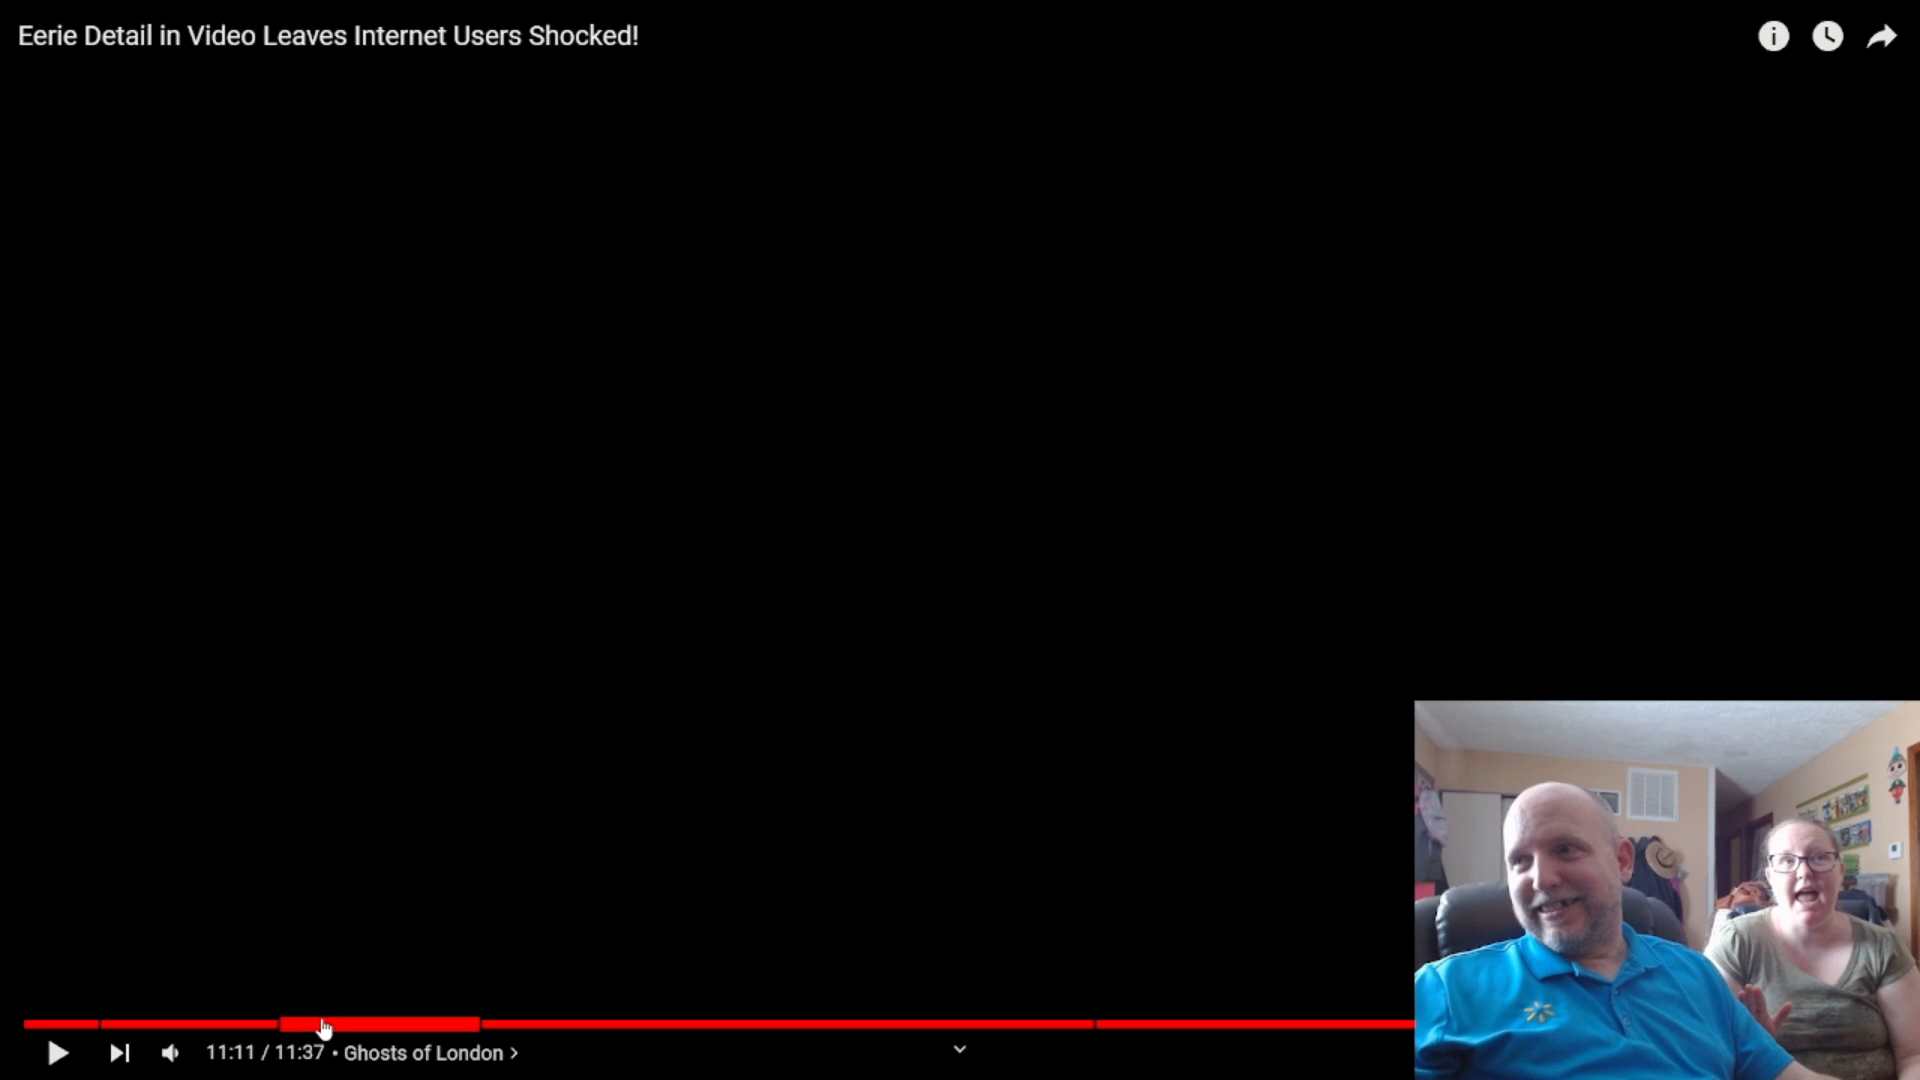 Eerie Detail in Video Leaves Internet Users Shocked!
11:11 / 11:37 • Ghosts of London >